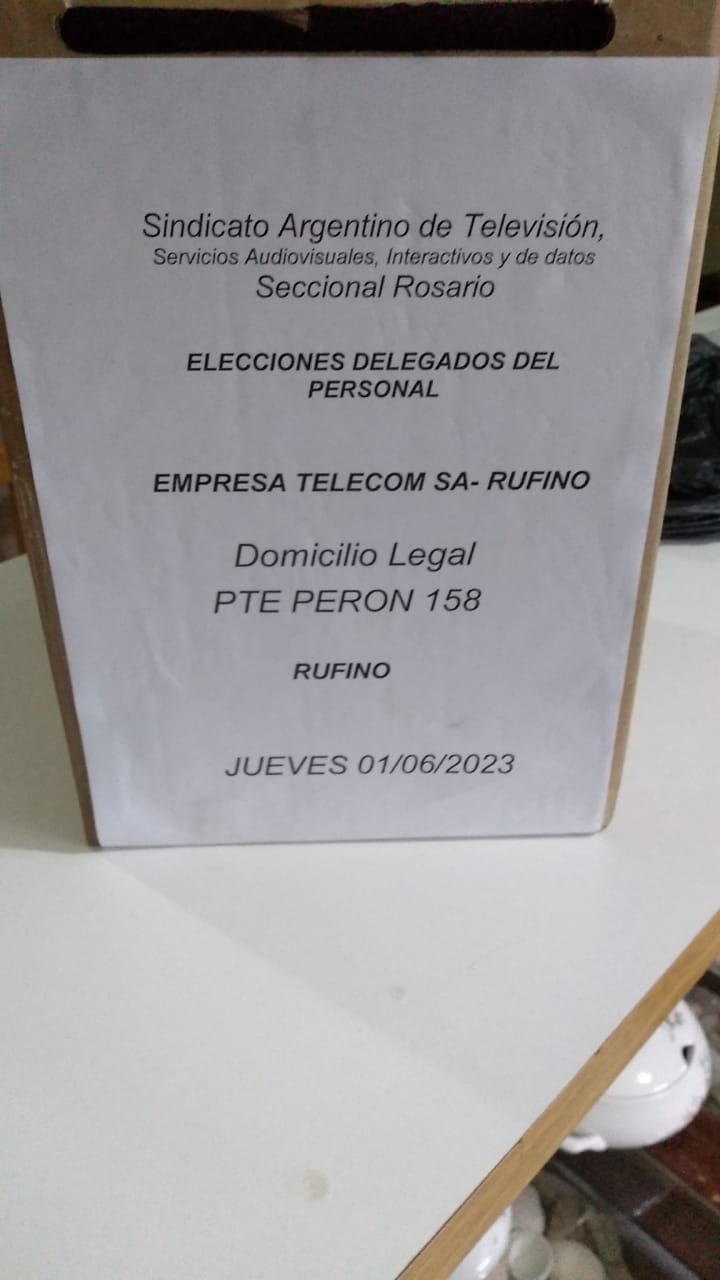 Sindicato Argentino de Televisión,
Servicios Audiovisuales, Interactivos y de datos
Seccional Rosario
ELECCIONES DELEGADOS DEL
PERSONAL
EMPRESA TELECOM SA- RUFINO
Domicilio Legal
PTE PERON 158
RUFINO
JUEVES 01/06/2023